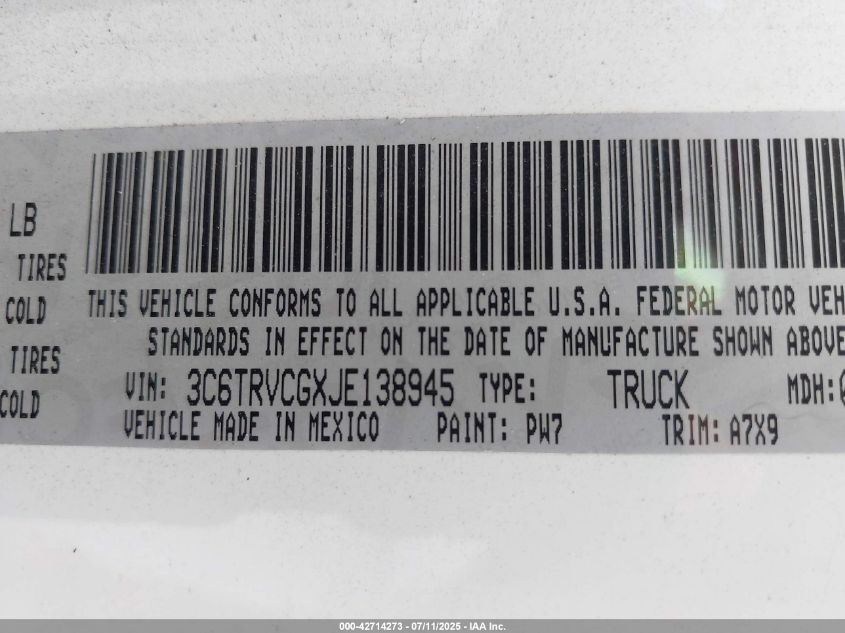 LB
TIRES
COLD
TIRES
COLD
THIS VEHICLE CONFORMS TO ALL APPLICABLE U.S.A. FEDERAL MOTOR VEH
STANDARDS IN EFFECT ON THE DATE OF MANUFACTURE SHOWN ABOVE
VIN: 3C6TRVCGXJE138945 TYPE: TRUCK MDH:
VEHICLE MADE IN MEXICO PAINT: PW7 TRIM: A7X9
000-42714273 - 07/11/2025 - IAA Inc.